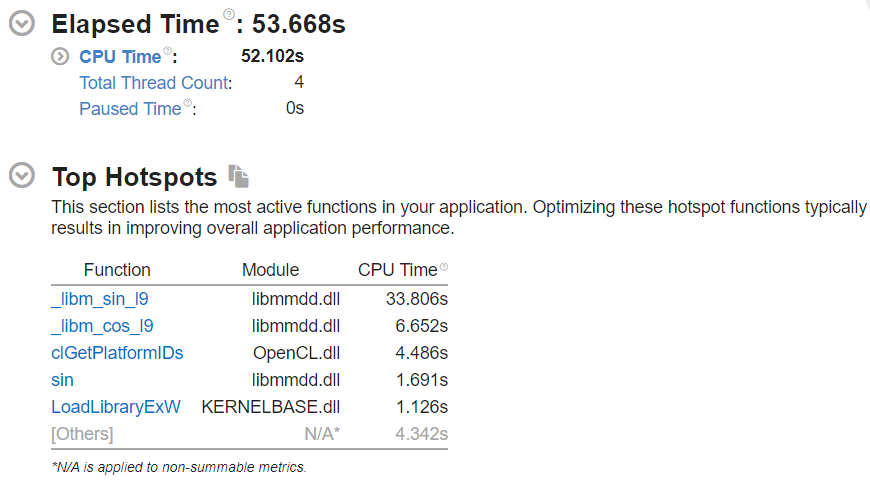 Elapsed Time ?: 53.668s
CPU Time ?: 52.102s
Total Thread Count: 4
Paused Time ?: 0s
Top Hotspots
This section lists the most active functions in your application. Optimizing these hotspot functions typically
results in improving overall application performance.
Function Module CPU Time ?
_libm_sin_l9 libmmdd.dll 33.806s
_libm_cos_l9 libmmdd.dll 6.652s
clGetPlatformIDs OpenCL.dll 4.486s
sin libmmdd.dll 1.691s
LoadLibraryExW KERNELBASE.dll 1.126s
[Others] N/A* 4.342s
*N/A is applied to non-summable metrics.